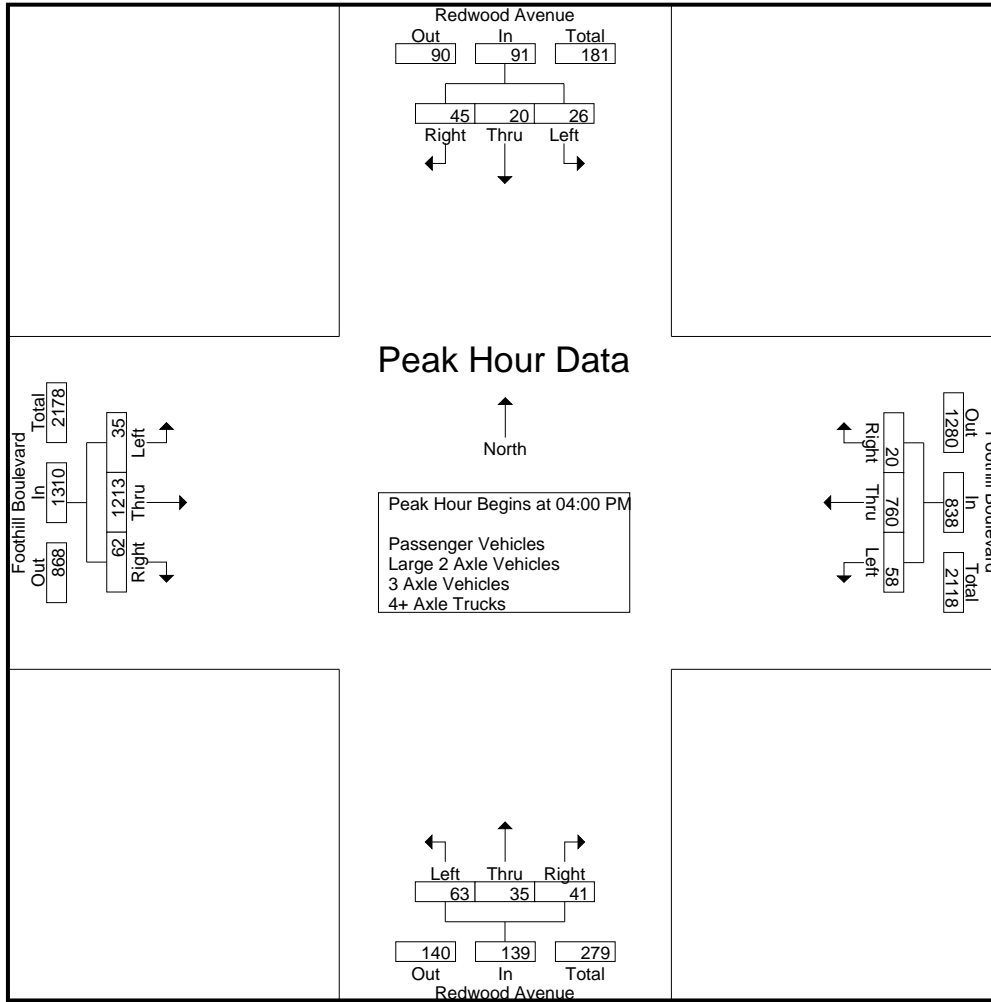 Redwood Avenue
Out In Total
90 91 181
45 20 26
Right Thru Left
Peak Hour Data
North
Peak Hour Begins at 04:00 PM
Passenger Vehicles
Large 2 Axle Vehicles
3 Axle Vehicles
4+ Axle Trucks
Foothill Boulevard
Out In Total
868 1310 2178
62 1213 35
Right Thru Left
Foothill Boulevard
Out In Total
1280 838 2118
20 760 58
Right Thru Left
Left Thru Right
63 35 41
140 139 279
Out In Total
Redwood Avenue